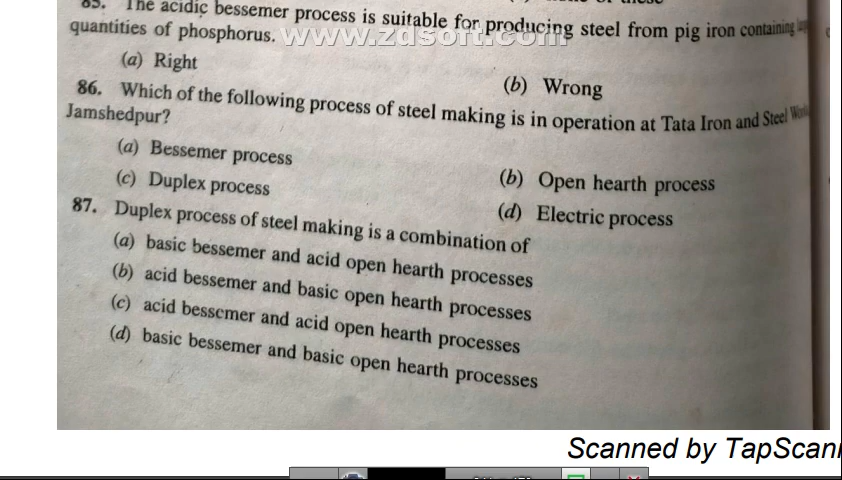 85. The acidic bessemer process is suitable for producing steel from pig iron containing
quantities of phosphorus. www.zdsoft.com
(a) Right
(b) Wrong
86. Which of the following process of steel making is in operation at Tata Iron and Steel
Jamshedpur?
(a) Bessemer process
(b) Open hearth process
(c) Duplex process
(d) Electric process
87. Duplex process of steel making is a combination of
(a) basic bessemer and acid open hearth processes
(b) acid bessemer and basic open hearth processes
(c) acid bessemer and acid open hearth processes
(d) basic bessemer and basic open hearth processes
Scanned by